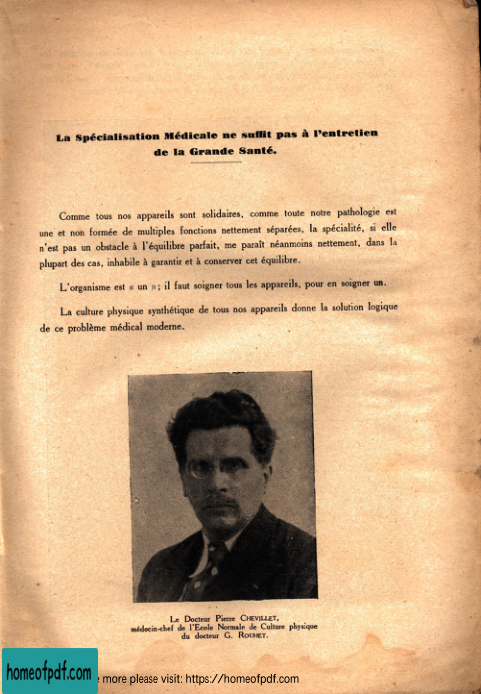 La Spécialisation Médicale ne suffit pas à l'entretien
de la Grande Santé.
Comme tous nos appareils sont solidaires, comme toute notre pathologie est
une et non formée de multiples fonctions nettement séparées, la spécialité, si elle
n'est pas un obstacle à l'équilibre parfait, me paraît néanmoins nettement, dans la
plupart des cas, inhabile à garantir et à conserver cet équilibre.
L'organisme est « un » ; il faut soigner tous les appareils, pour en soigner un.
La culture physique synthétique de tous nos appareils donne la solution logique
de ce problème médical moderne.
Le Docteur Pierre CHEVILLET,
médecin-chef de l'Ecole Normale de Culture physique
du docteur G. ROUHET.
homeofpdf.com
e more please visit: https://homeofpdf.com